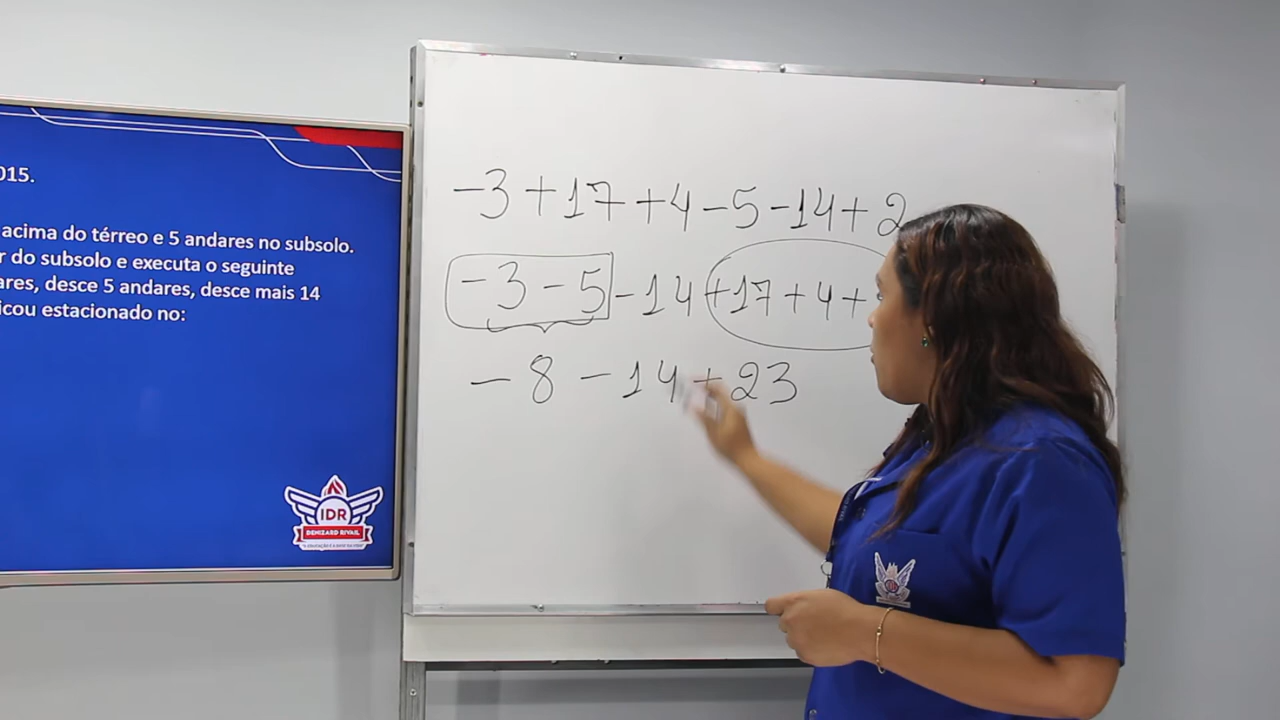 015.
acima do térreo e 5 andares no subsolo.
r do subsolo e executa o seguinte
ares, desce 5 andares, desce mais 14
icou estacionado no:
IDR
DENIZARD RIVAIL
-3+17+4-5-14+2
-3-5-14+17+4+
-8-14+23